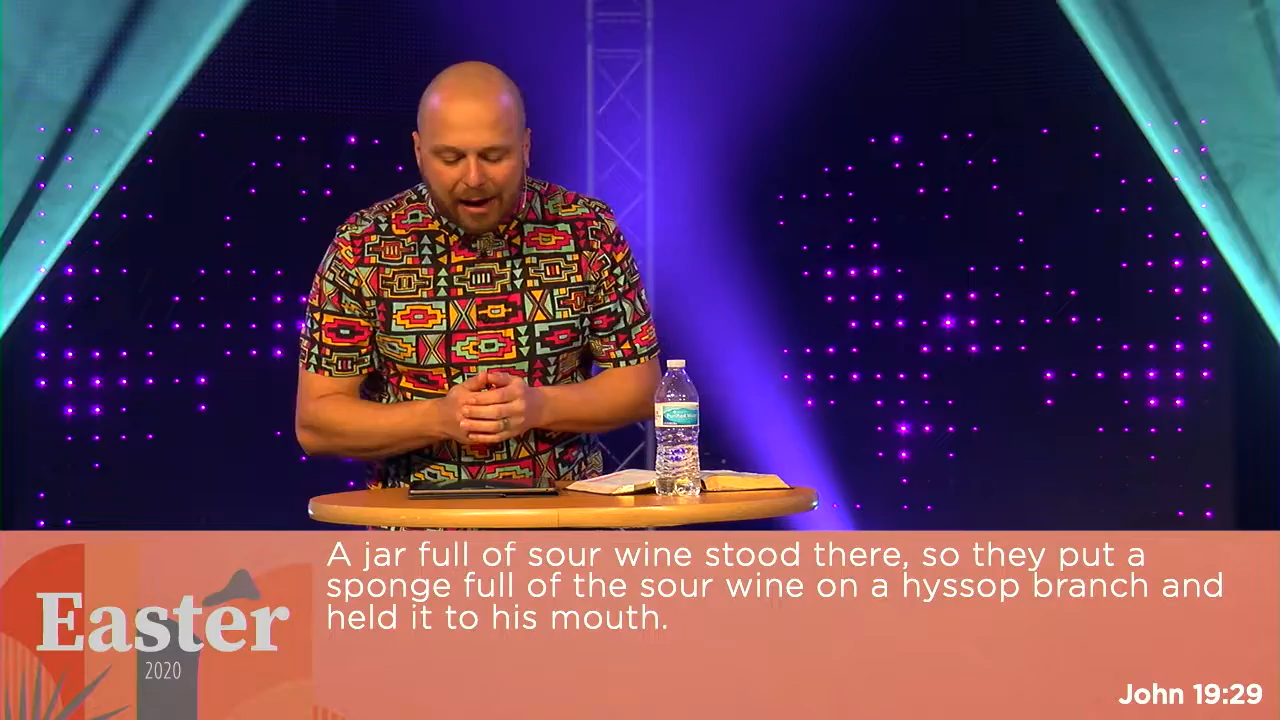 A jar full of sour wine stood there, so they put a
sponge full of the sour wine on a hyssop branch and
held it to his mouth.
Easter
2020
John 19:29